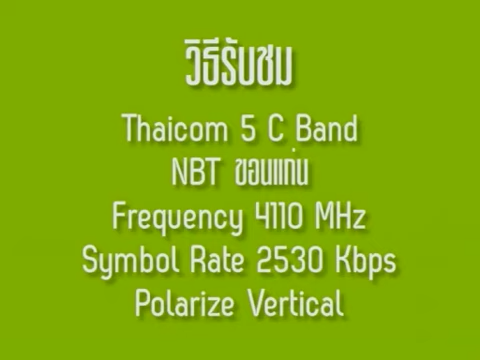 วิธีรับชม
Thaicom 5 C Band
NBT ขอนแก่น
Frequency 4110 MHz
Symbol Rate 2530 Kbps
Polarize Vertical